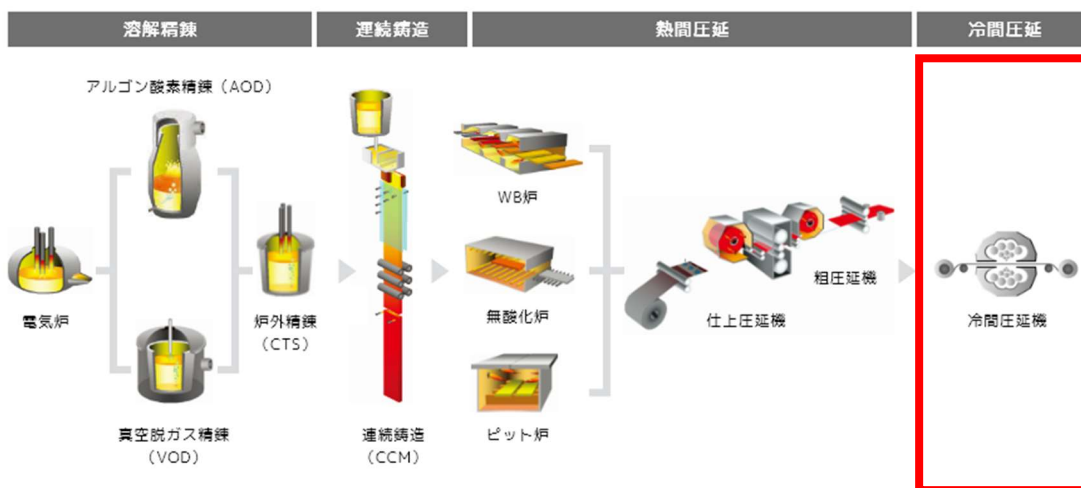 溶解精錬
連続鋳造
熱間圧延
冷間圧延
アルゴン酸素精錬（AOD）
電気炉
真空脱ガス精錬
（VOD）
炉外精錬
（CTS）
連続鋳造
（CCM）
WB炉
無酸化炉
ピット炉
仕上圧延機
粗圧延機
冷間圧延機